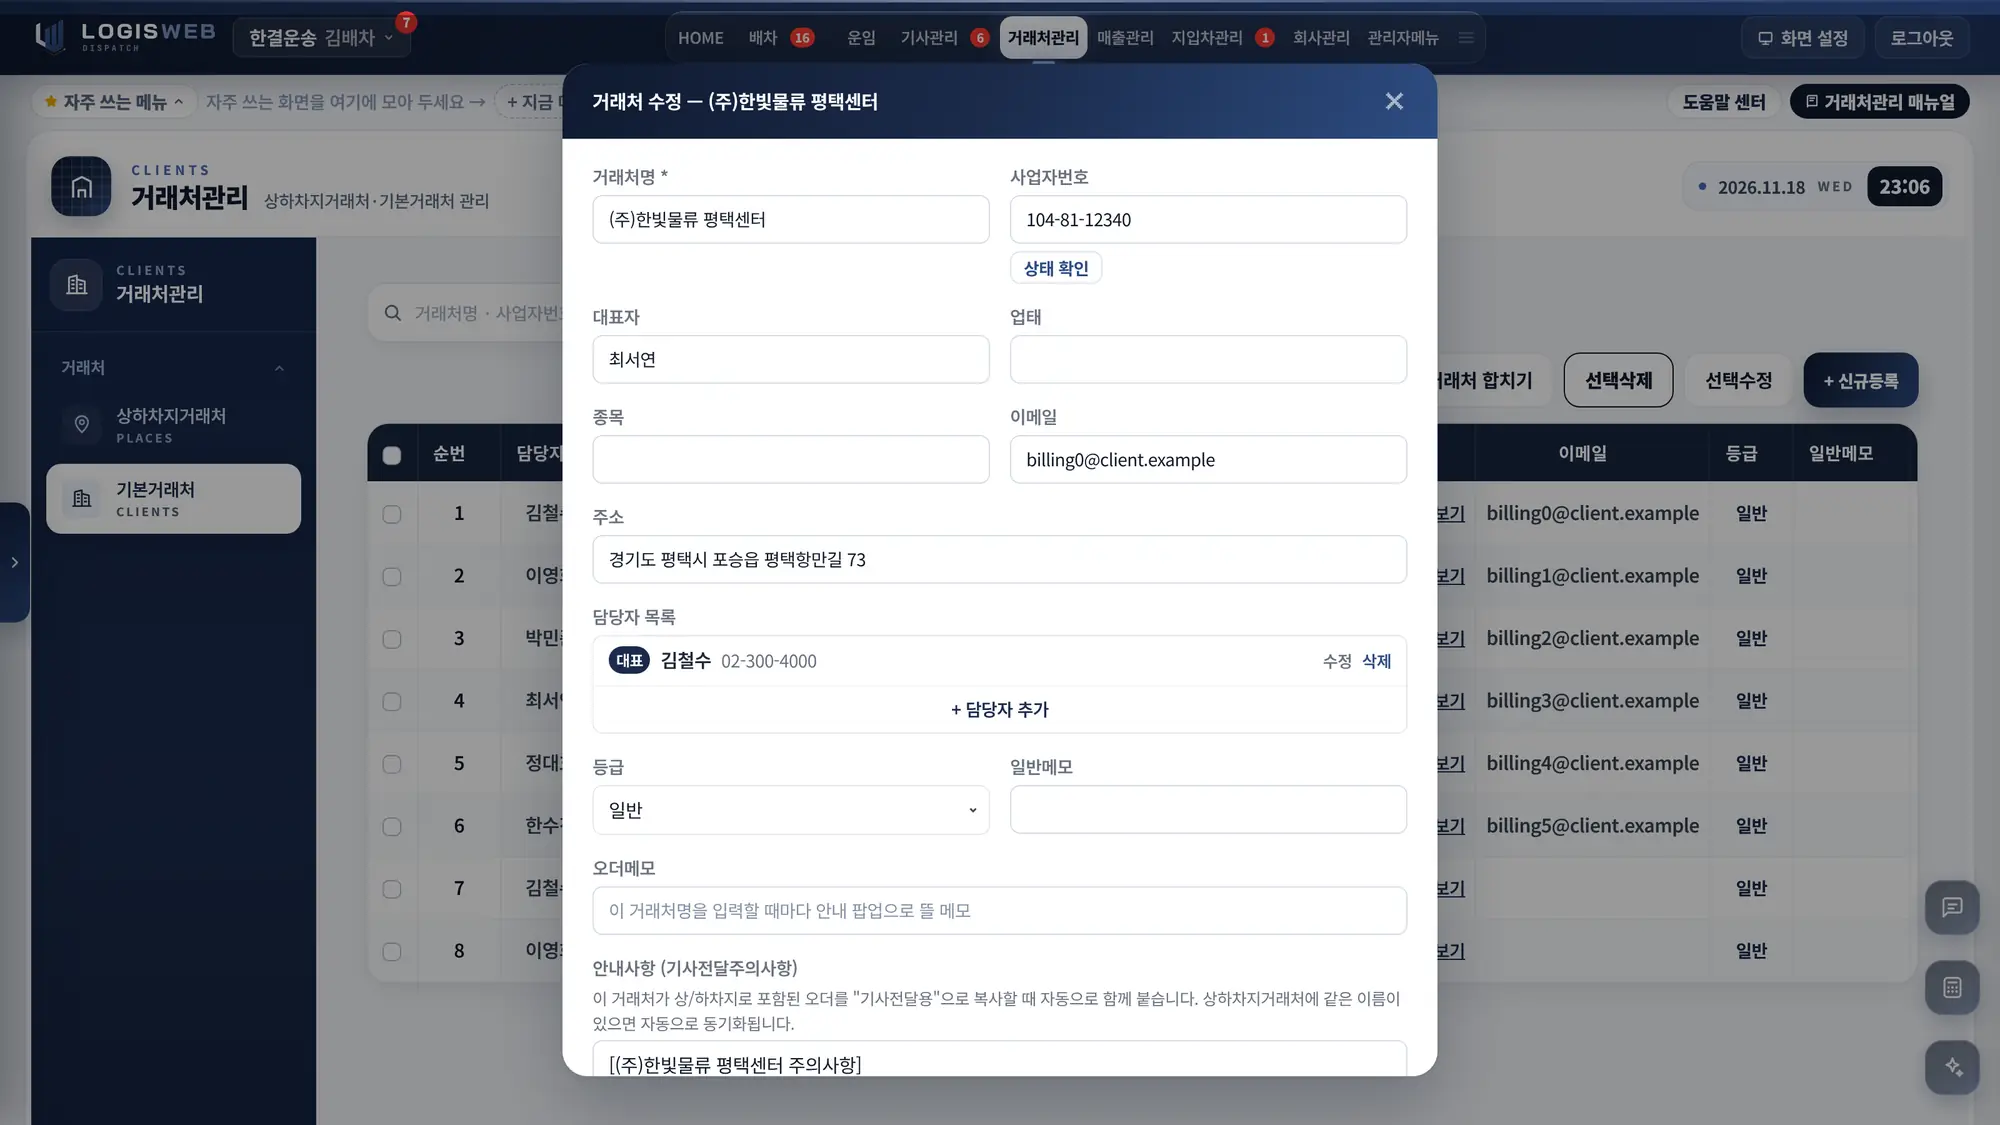 LOGISWEB
DISPATCH
한결운송 김배차
7
HOME
배차 16
운임
기사관리 6
거래처관리
매출관리
지입차관리 1
회사관리
관리자메뉴
화면 설정
로그아웃
자주 쓰는 메뉴
자주 쓰는 화면을 여기에 모아 두세요 →
+ 지금
도움말 센터
거래처관리 매뉴얼
CLIENTS
거래처관리
상하차지거래처·기본거래처 관리
2026.11.18 WED 23:06
CLIENTS
거래처관리
거래처
상하차지거래처
PLACES
기본거래처
CLIENTS
거래처명 · 사업자번호
거래처 합치기
선택삭제
선택수정
+ 신규등록
순번
담당자
이메일
등급
일반메모
1 김철수 보기 billing0@client.example 일반
2 이영 보기 billing1@client.example 일반
3 박민 보기 billing2@client.example 일반
4 최서 보기 billing3@client.example 일반
5 정대 보기 billing4@client.example 일반
6 한수 보기 billing5@client.example 일반
7 김철수 보기 일반
8 이영 보기 일반
거래처 수정 — (주)한빛물류 평택센터
거래처명 *
(주)한빛물류 평택센터
사업자번호
104-81-12340
상태 확인
대표자
최서연
업태
종목
이메일
billing0@client.example
주소
경기도 평택시 포승읍 평택항만길 73
담당자 목록
대표 김철수 02-300-4000
수정 삭제
+ 담당자 추가
등급
일반
일반메모
오더메모
이 거래처명을 입력할 때마다 안내 팝업으로 뜰 메모
안내사항 (기사전달주의사항)
이 거래처가 상/하차지로 포함된 오더를 "기사전달용"으로 복사할 때 자동으로 함께 붙습니다. 상하차지거래처에 같은 이름이
있으면 자동으로 동기화됩니다.
[(주)한빛물류 평택센터 주의사항]